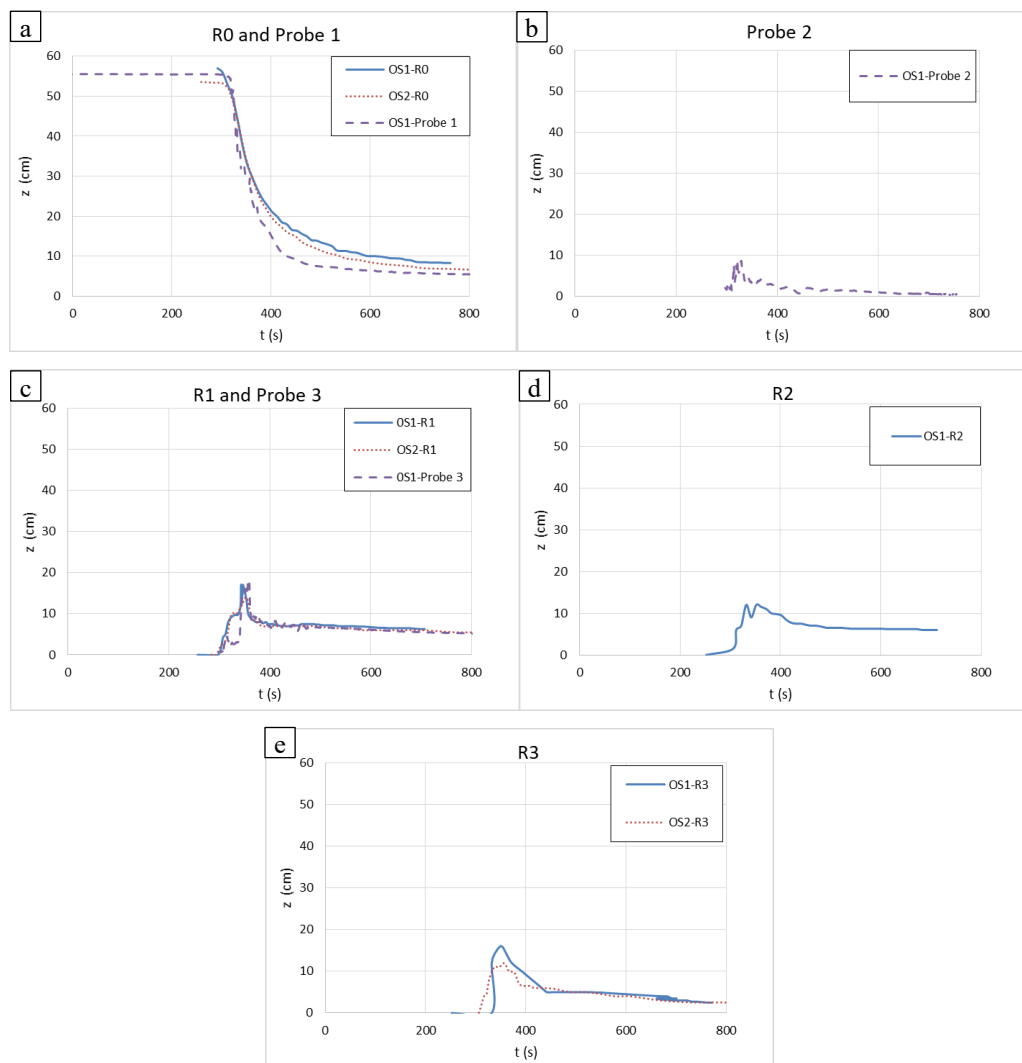 a
R0 and Probe 1
60
50
40
30
20
10
0
z (cm)
0 200 400 600 800
t (s)
OS1-R0
OS2-R0
OS1-Probe 1
b
Probe 2
60
50
40
30
20
10
0
z (cm)
0 200 400 600 800
t (s)
OS1-Probe 2
c
R1 and Probe 3
60
50
40
30
20
10
0
z (cm)
0 200 400 600 800
t (s)
0S1-R1
OS2-R1
0S1-Probe 3
d
R2
60
50
40
30
20
10
0
z (cm)
0 200 400 600 800
t (s)
OS1-R2
e
R3
60
50
40
30
20
10
0
z (cm)
0 200 400 600 800
t (s)
OS1-R3
OS2-R3